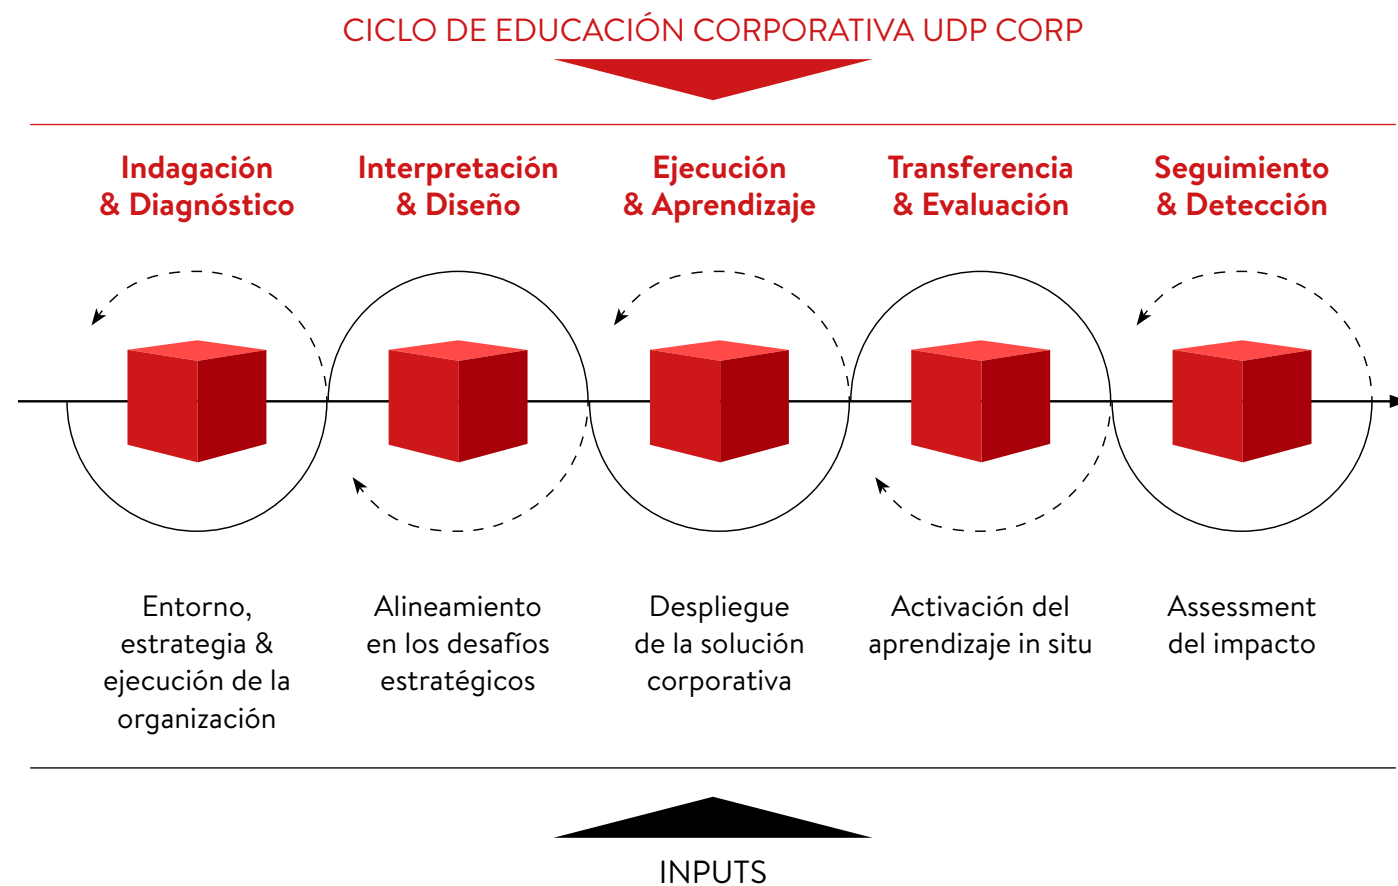 CICLO DE EDUCACIÓN CORPORATIVA UDP CORP
Indagación
& Diagnóstico
Interpretación
& Diseño
Ejecución
& Aprendizaje
Transferencia
& Evaluación
Seguimiento
& Detección
Entorno,
estrategia &
ejecución de la
organización
Alineamiento
en los desafíos
estratégicos
Despliegue
de la solución
corporativa
Activación del
aprendizaje in situ
Assessment
del impacto
INPUTS